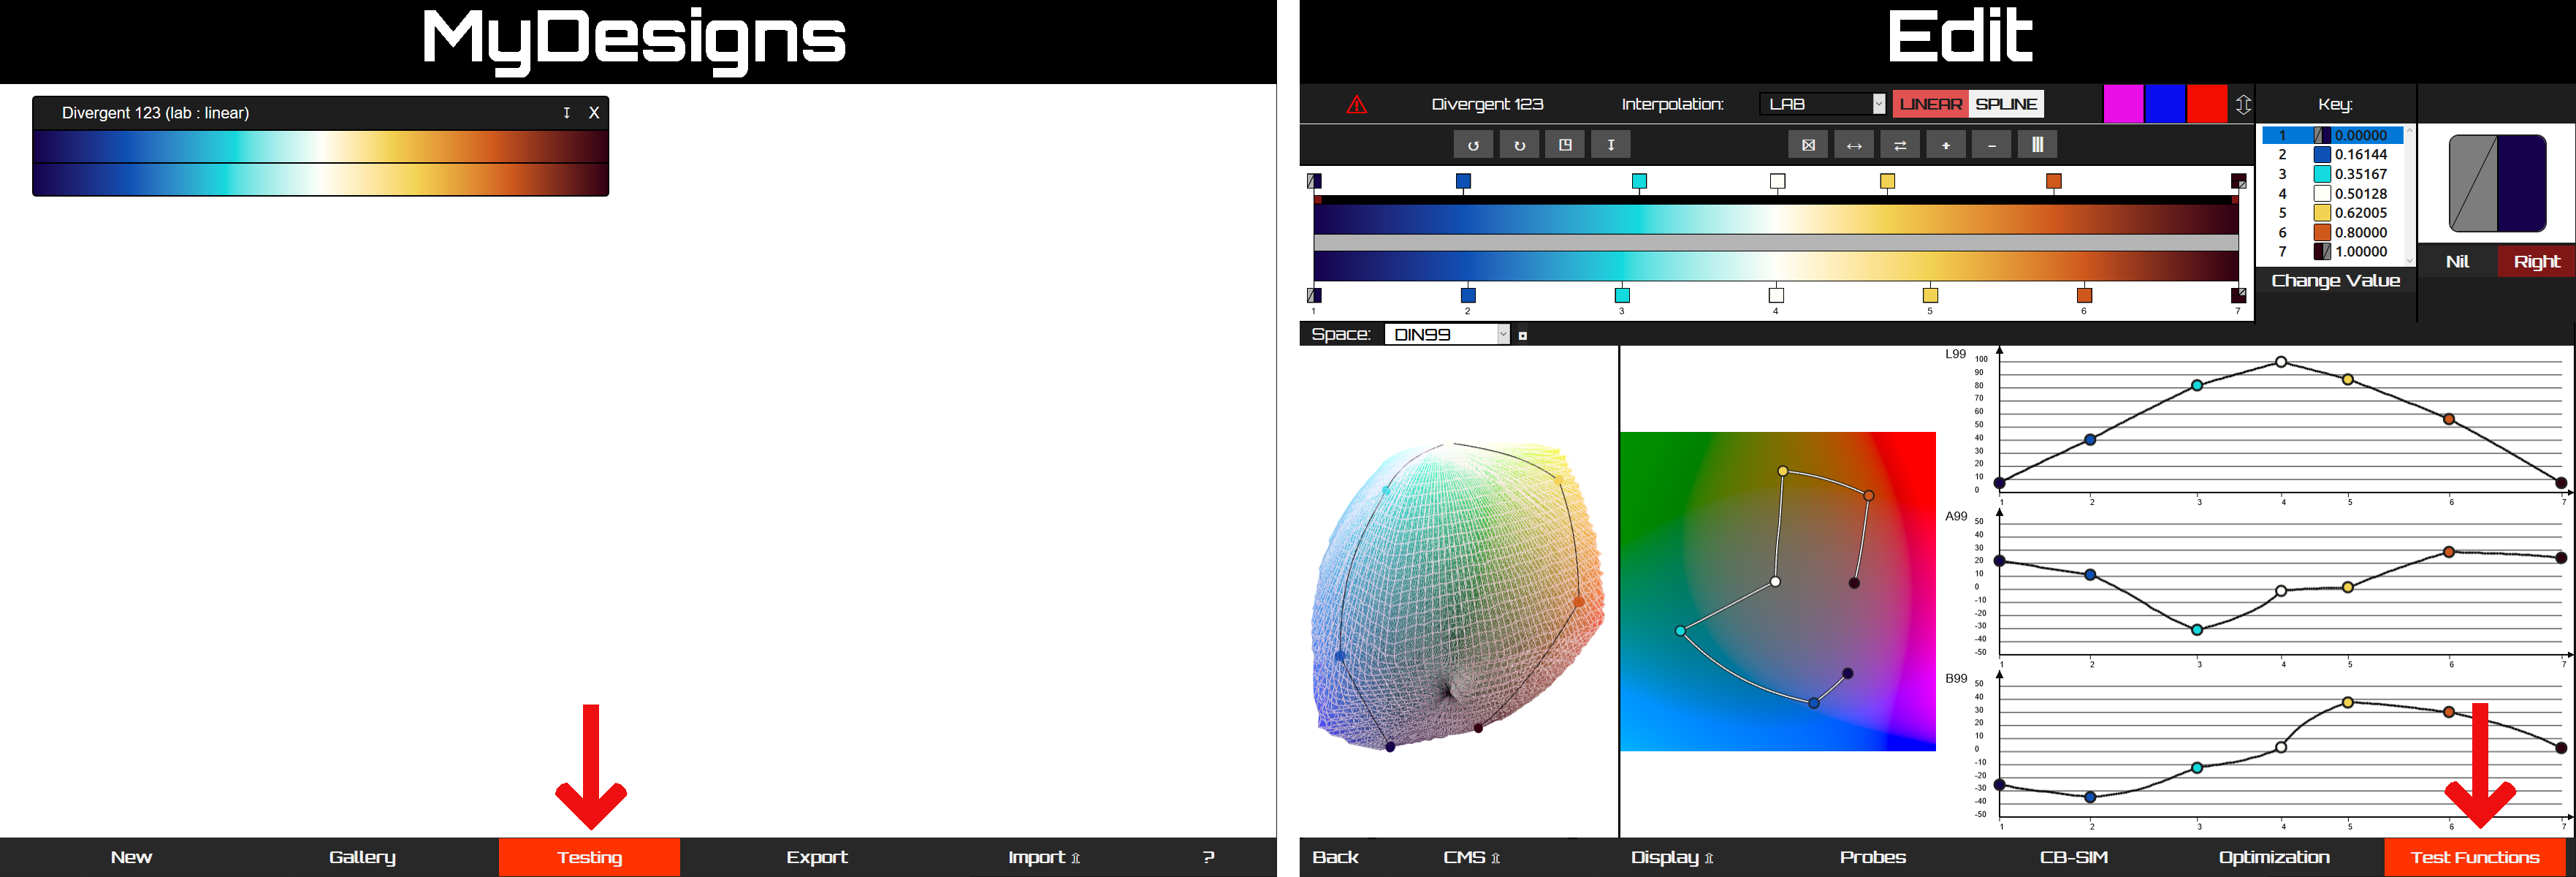 MyDesigns
Divergent 123 (lab : linear) X
New Gallery Testing Export Import ?
Edit
Divergent 123 Interpolation: LAB LINEAR SPLINE Key:
1 0.00000
2 0.16144
3 0.35167
4 0.50128
5 0.62005
6 0.80000
7 1.00000
Nil Right
Change Value
1 2 3 4 5 6 7
Space: DIN99
L99
100
90
80
70
60
50
40
30
20
10
0
1 2 3 4 5 6 7
A99
50
40
30
20
10
0
-10
-20
-30
-40
-50
1 2 3 4 5 6 7
B99
50
40
30
20
10
0
-10
-20
-30
-40
-50
1 2 3 4 5 6 7
Back CMS Display Probes CB-SIM Optimization Test Functions